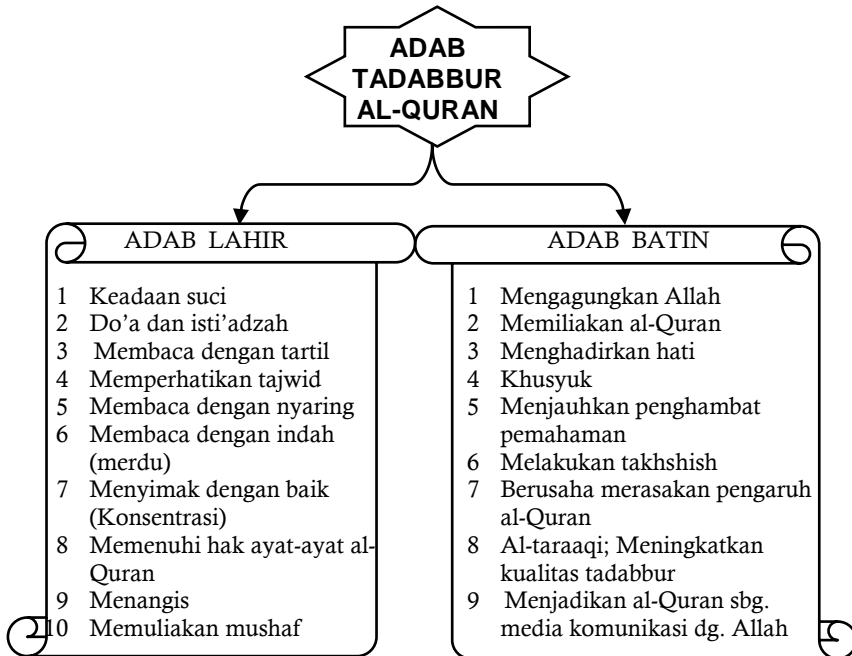 ADAB
TADABBUR
AL-QURAN
ADAB LAHIR
1 Keadaan suci
2 Do’a dan isti’adzah
3 Membaca dengan tartil
4 Memperhatikan tajwid
5 Membaca dengan nyaring
6 Membaca dengan indah
(merdu)
7 Menyimak dengan baik
(Konsentrasi)
8 Memenuhi hak ayat-ayat al-
Quran
9 Menangis
10 Memuliakan mushaf
ADAB BATIN
1 Mengagungkan Allah
2 Memiliakan al-Quran
3 Menghadirkan hati
4 Khusyuk
5 Menjauhkan penghambat
pemahaman
6 Melakukan takhshish
7 Berusaha merasakan pengaruh
al-Quran
8 Al-taraaqi; Meningkatkan
kualitas tadabbur
9 Menjadikan al-Quran sbg.
media komunikasi dg. Allah